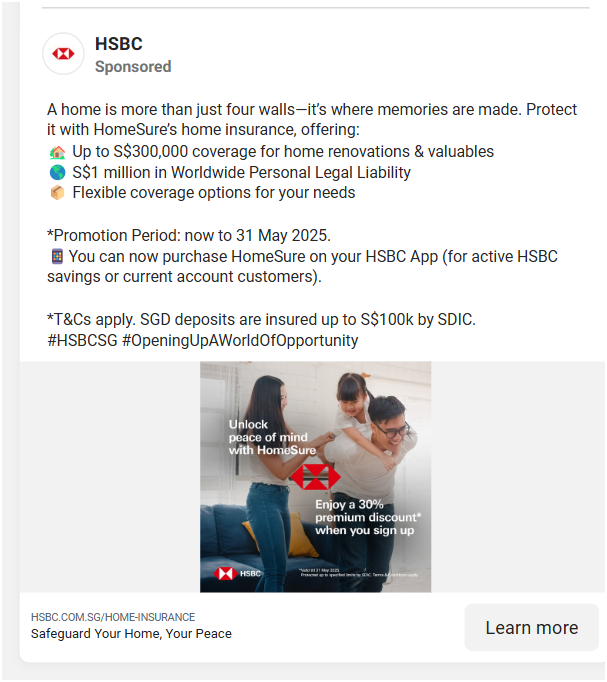 HSBC
Sponsored
A home is more than just four walls—it's where memories are made. Protect
it with HomeSure's home insurance, offering:
🏠 Up to S$300,000 coverage for home renovations & valuables
🌎 S$1 million in Worldwide Personal Legal Liability
📦 Flexible coverage options for your needs
*Promotion Period: now to 31 May 2025.
📱 You can now purchase HomeSure on your HSBC App (for active HSBC
savings or current account customers).
*T&Cs apply. SGD deposits are insured up to S$100k by SDIC.
#HSBCSG #OpeningUpAWorldOfOpportunity
Unlock
peace of mind
with HomeSure
Enjoy a 30%
premium discount*
when you sign up
HSBC
*Valid till 31 May 2025
Protected up to specified limits by SDIC. Terms & Conditions apply.
HSBC.COM.SG/HOME-INSURANCE
Safeguard Your Home, Your Peace
Learn more